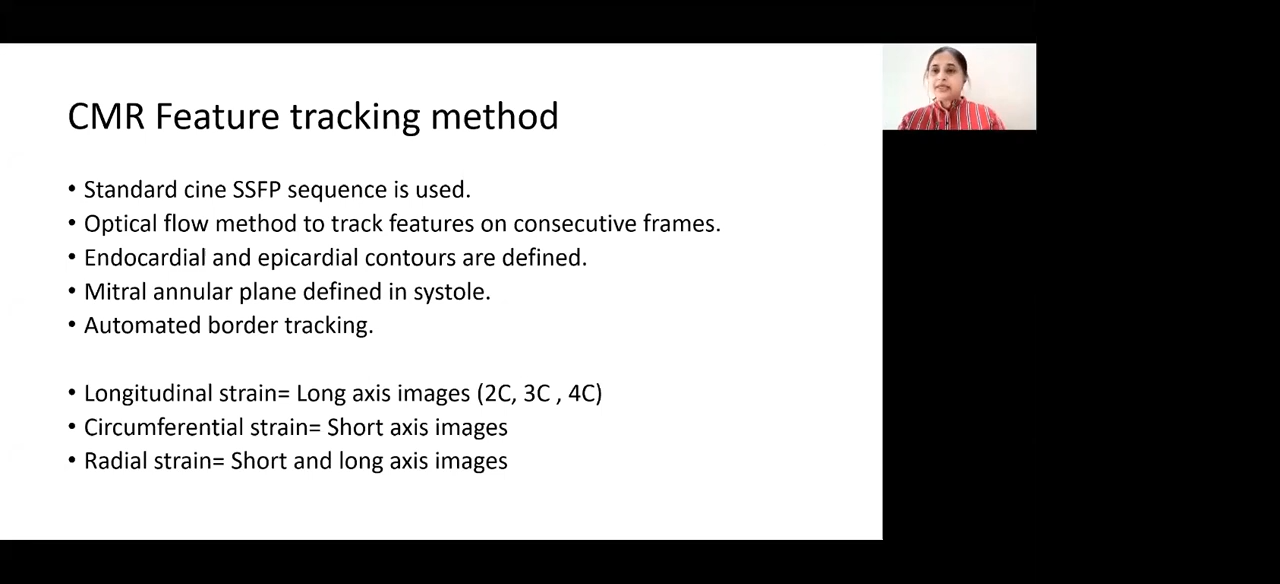 CMR Feature tracking method
• Standard cine SSFP sequence is used.
• Optical flow method to track features on consecutive frames.
• Endocardial and epicardial contours are defined.
• Mitral annular plane defined in systole.
• Automated border tracking.
• Longitudinal strain= Long axis images (2C, 3C , 4C)
• Circumferential strain= Short axis images
• Radial strain= Short and long axis images